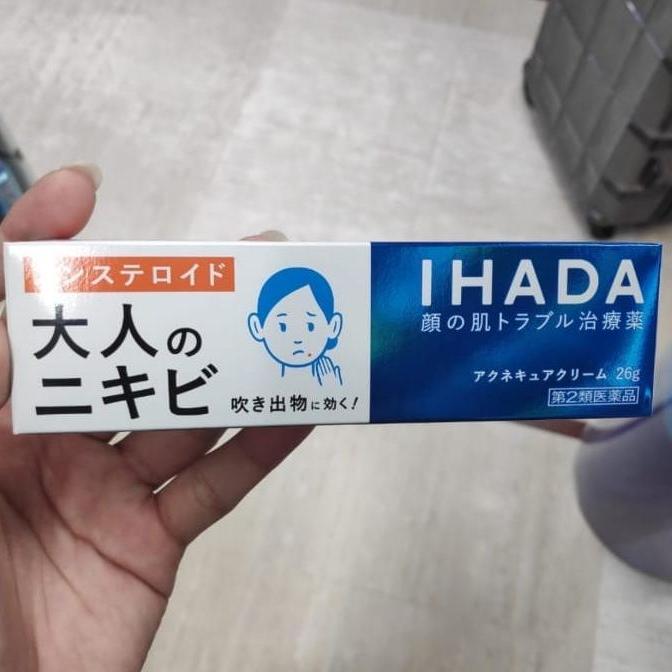 ノンステロイド
大人の
ニキビ
吹き出物に効く!
IHADA
顔の肌トラブル治療薬
アクネキュアクリーム 26g
第2類医薬品